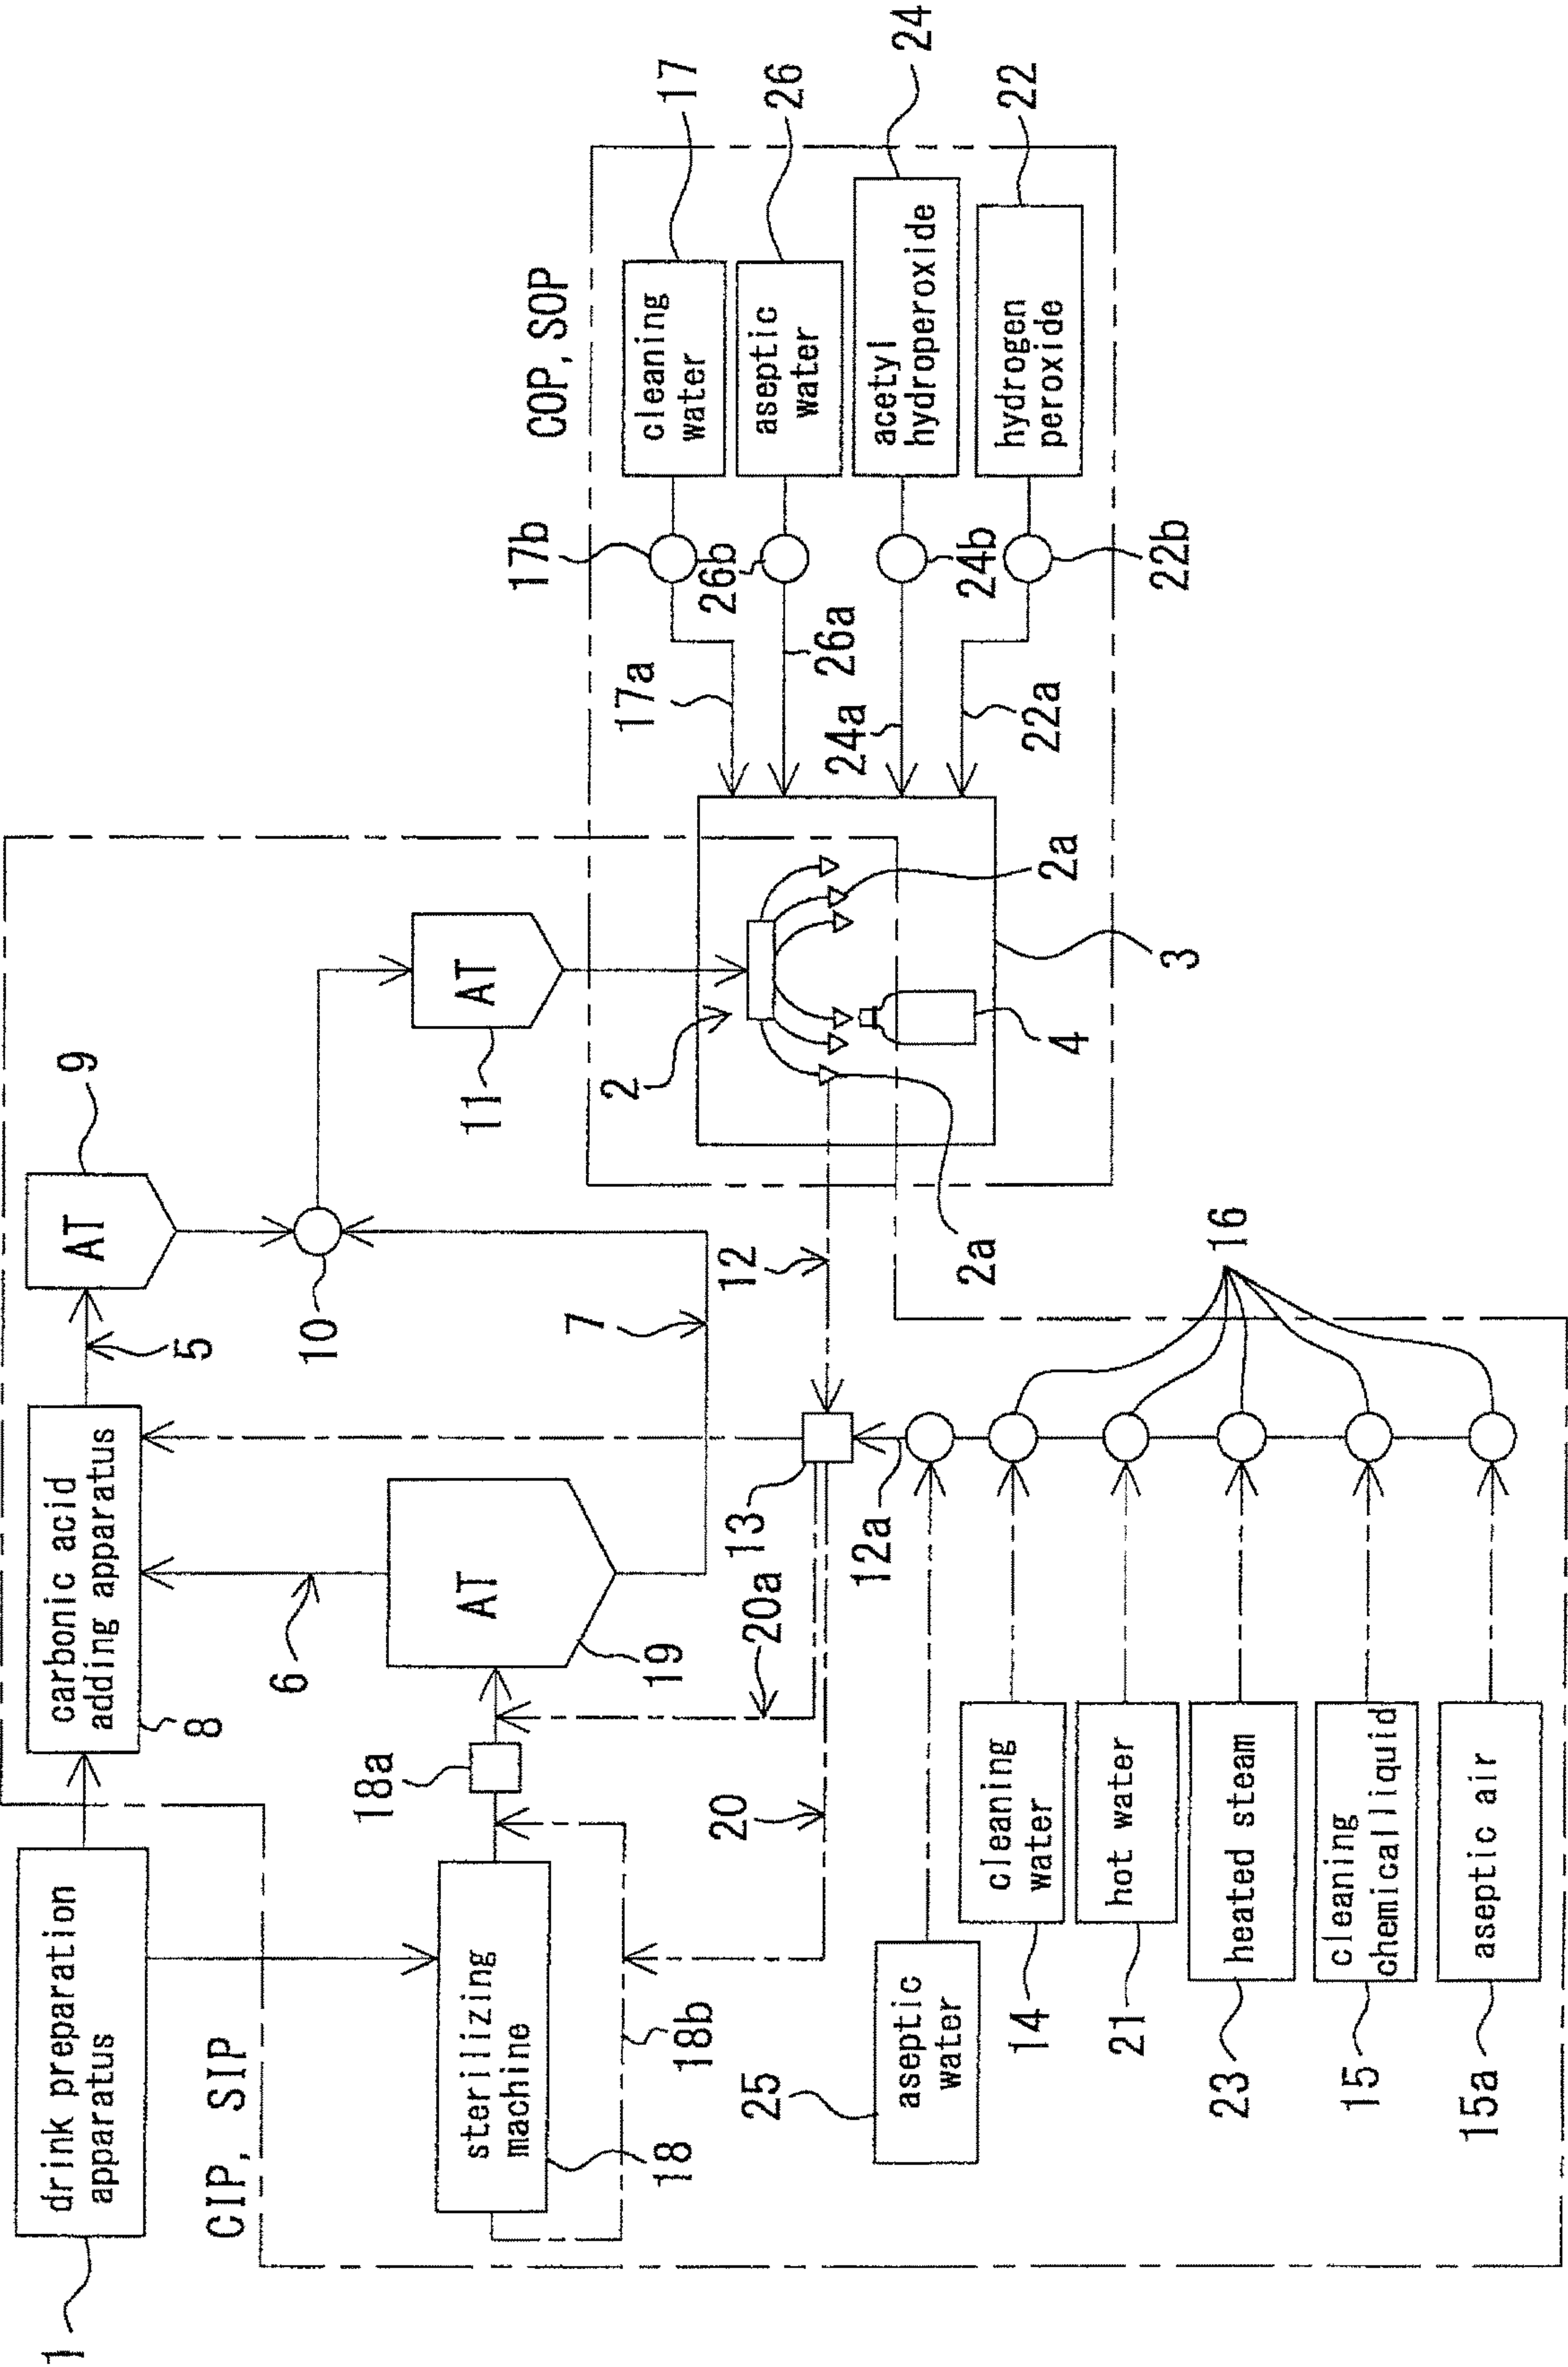 1
drink preparation
apparatus
CIP, SIP
carbonic acid
adding apparatus
8
5
AT
9
10
6
7
AT
19
18a
sterilizing
machine
18
18b
20
20a
13
12
12a
AT
11
2
2a
2a
3
4
COP, SOP
cleaning
water
17
17a
17b
aseptic
water
26
26a
26b
acetyl
hydroperoxide
24
24a
24b
hydrogen
peroxide
22
22a
22b
16
aseptic
water
25
cleaning
water
14
hot water
21
heated steam
23
cleaning
chemicalliquid
15
aseptic air
15a